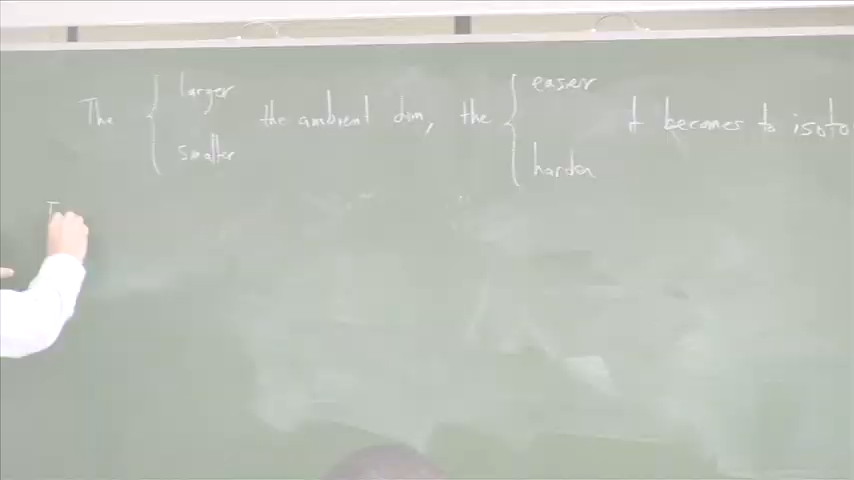 The { larger the ambient dim, the { easier it becomes to isoto
smaller harder